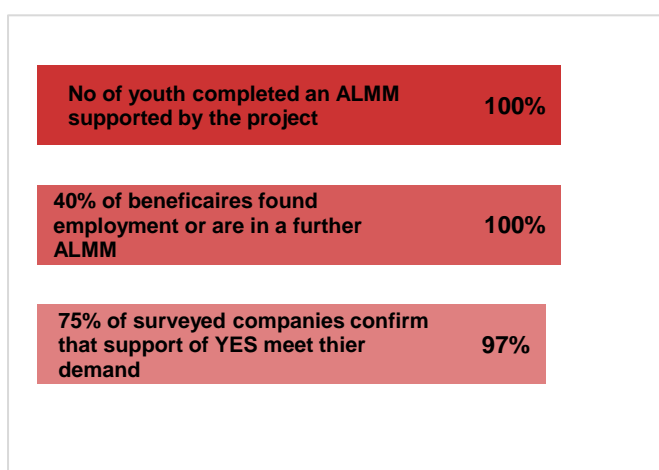 No of youth completed an ALMM
supported by the project
100%
40% of beneficaires found
employment or are in a further
ALMM
100%
75% of surveyed companies confirm
that support of YES meet thier
demand
97%